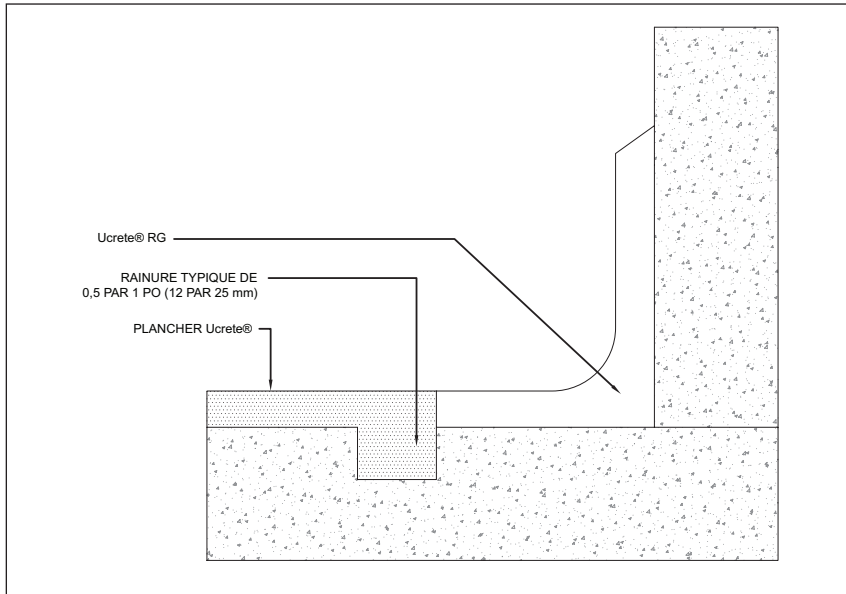 Ucrete® RG
RAINURE TYPIQUE DE
0,5 PAR 1 PO (12 PAR 25 mm)
PLANCHER Ucrete®